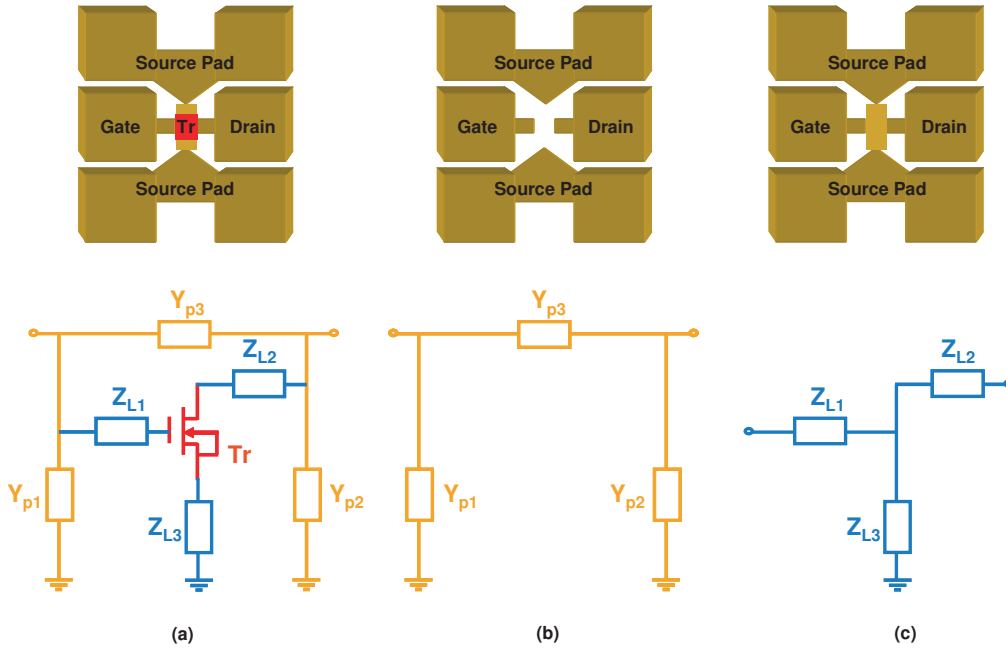 Source Pad
Gate Tr Drain
Source Pad
Source Pad
Gate Drain
Source Pad
Source Pad
Gate Drain
Source Pad
Yp3
ZL2
ZL1
Tr
Yp1
Yp2
ZL3
(a)
Yp3
Yp1
Yp2
(b)
ZL2
ZL1
ZL3
(c)